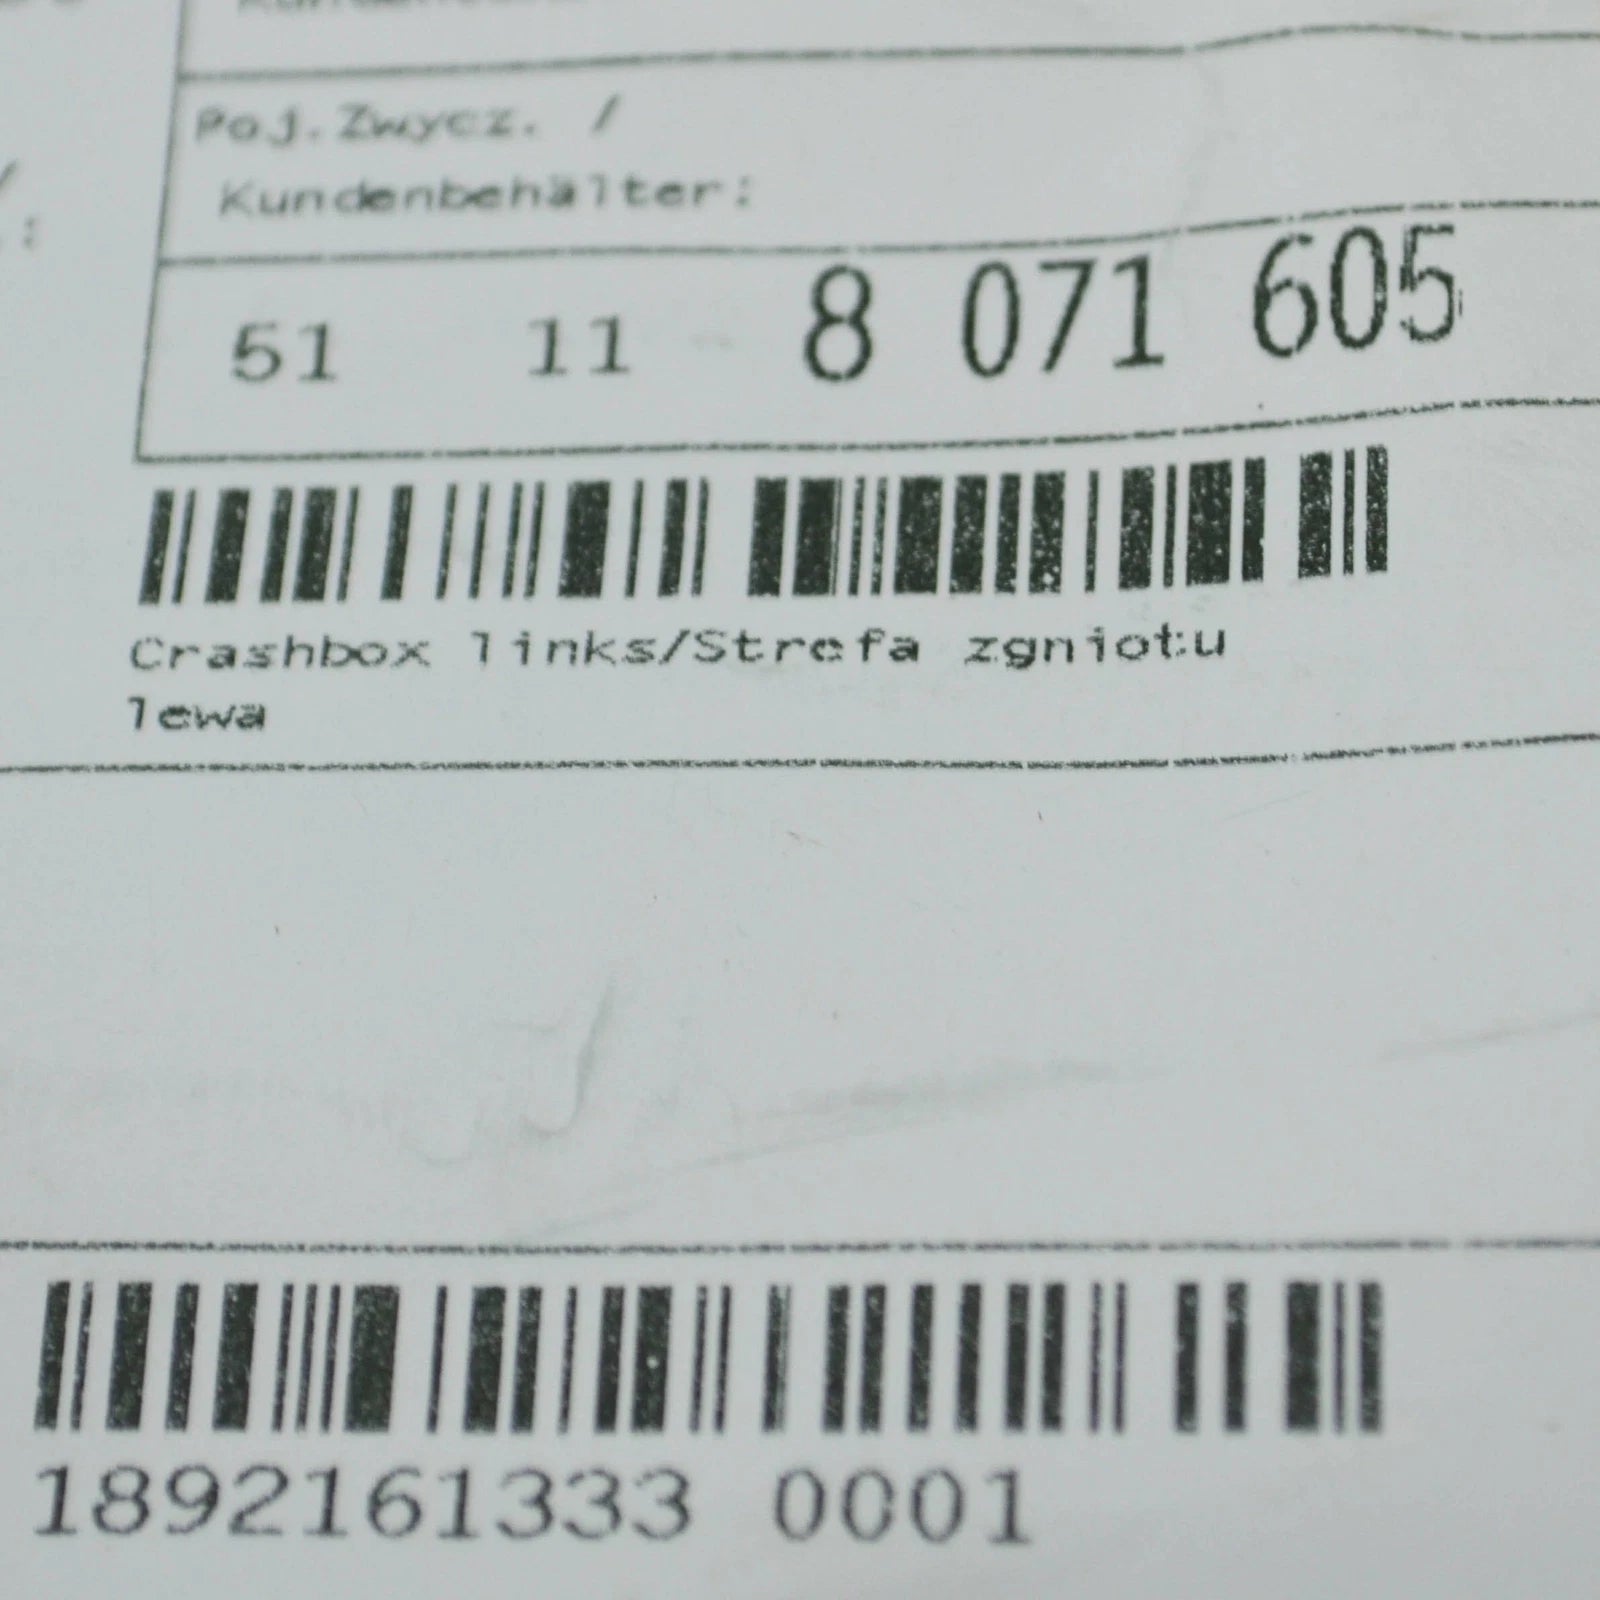 Poj.Zwycz. /
Kundenbehälter:
51 11 - 8 071 605
Crashbox links/Strefa zgniotu
lewa
1892161333 0001